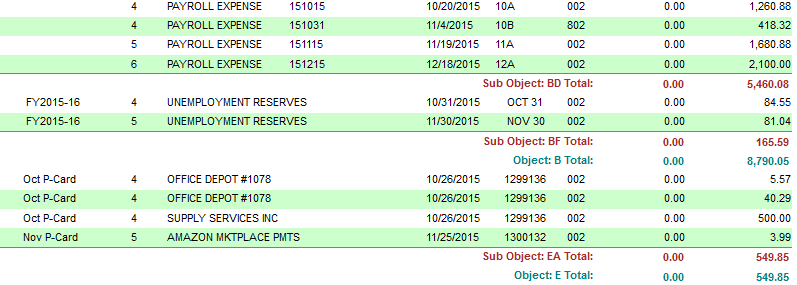 4 PAYROLL EXPENSE 151015 10/20/2015 10A 002 0.00 1,260.88
4 PAYROLL EXPENSE 151031 11/4/2015 10B 802 0.00 418.32
5 PAYROLL EXPENSE 151115 11/19/2015 11A 002 0.00 1,680.88
6 PAYROLL EXPENSE 151215 12/18/2015 12A 002 0.00 2,100.00
Sub Object: BD Total: 0.00 5,460.08
FY2015-16 4 UNEMPLOYMENT RESERVES 10/31/2015 OCT 31 002 0.00 84.55
FY2015-16 5 UNEMPLOYMENT RESERVES 11/30/2015 NOV 30 002 0.00 81.04
Sub Object: BF Total: 0.00 165.59
Object: B Total: 0.00 8,790.05
Oct P-Card 4 OFFICE DEPOT #1078 10/26/2015 1299136 002 0.00 5.57
Oct P-Card 4 OFFICE DEPOT #1078 10/26/2015 1299136 002 0.00 40.29
Oct P-Card 4 SUPPLY SERVICES INC 10/26/2015 1299136 002 0.00 500.00
Nov P-Card 5 AMAZON MKTPLACE PMTS 11/25/2015 1300132 002 0.00 3.99
Sub Object: EA Total: 0.00 549.85
Object: E Total: 0.00 549.85